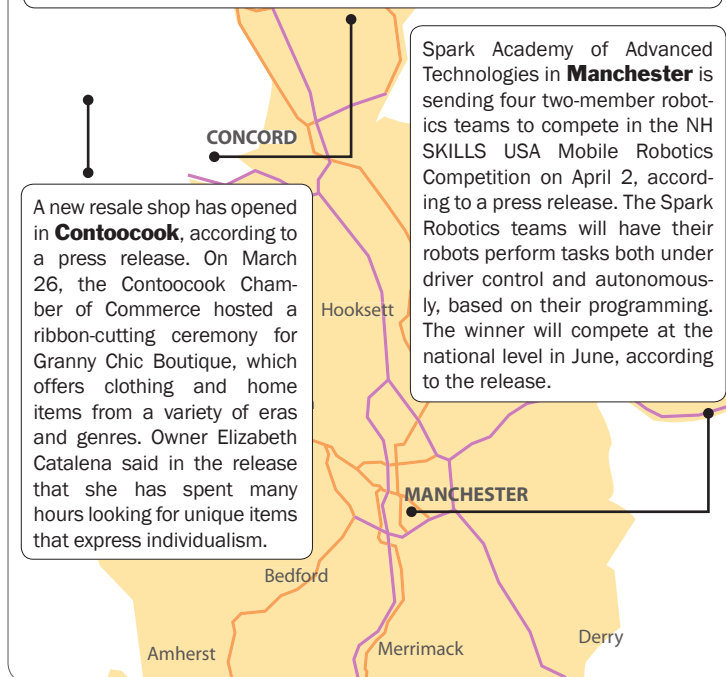 Spark Academy of Advanced
Technologies in Manchester is
sending four two-member robot-
ics teams to compete in the NH
SKILLS USA Mobile Robotics
Competition on April 2, accord-
ing to a press release. The Spark
Robotics teams will have their
robots perform tasks both under
driver control and autonomous-
ly, based on their programming.
The winner will compete at the
national level in June, according
to the release.
CONCORD
A new resale shop has opened
in Contoocook, according to
a press release. On March
26, the Contoocook Cham-
ber of Commerce hosted a
ribbon-cutting ceremony for
Granny Chic Boutique, which
offers clothing and home
items from a variety of eras
and genres. Owner Elizabeth
Catalena said in the release
that she has spent many
hours looking for unique items
that express individualism.
Hooksett
MANCHESTER
Bedford
Amherst
Merrimack
Derry